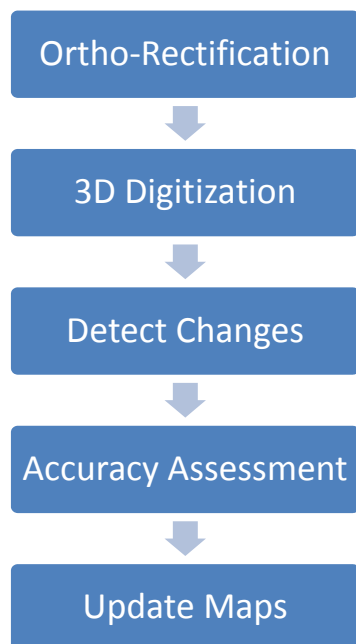 Ortho-Rectification
3D Digitization
Detect Changes
Accuracy Assessment
Update Maps